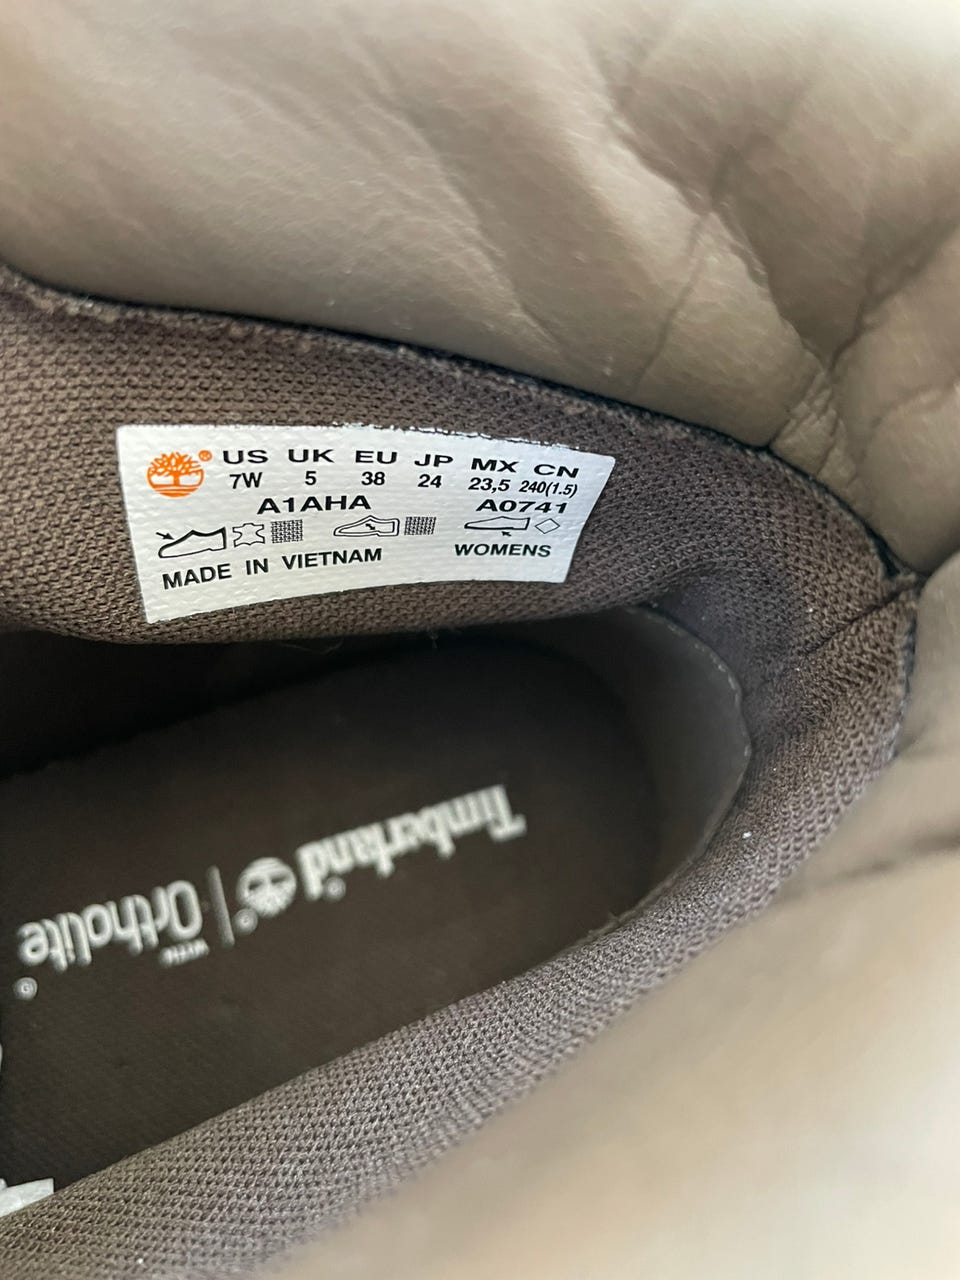 US UK EU JP MX CN
7W 5 38 24 23,5 240(1.5)
A1AHA A0741
MADE IN VIETNAM WOMENS
Timberland® | WITH Ortholite®